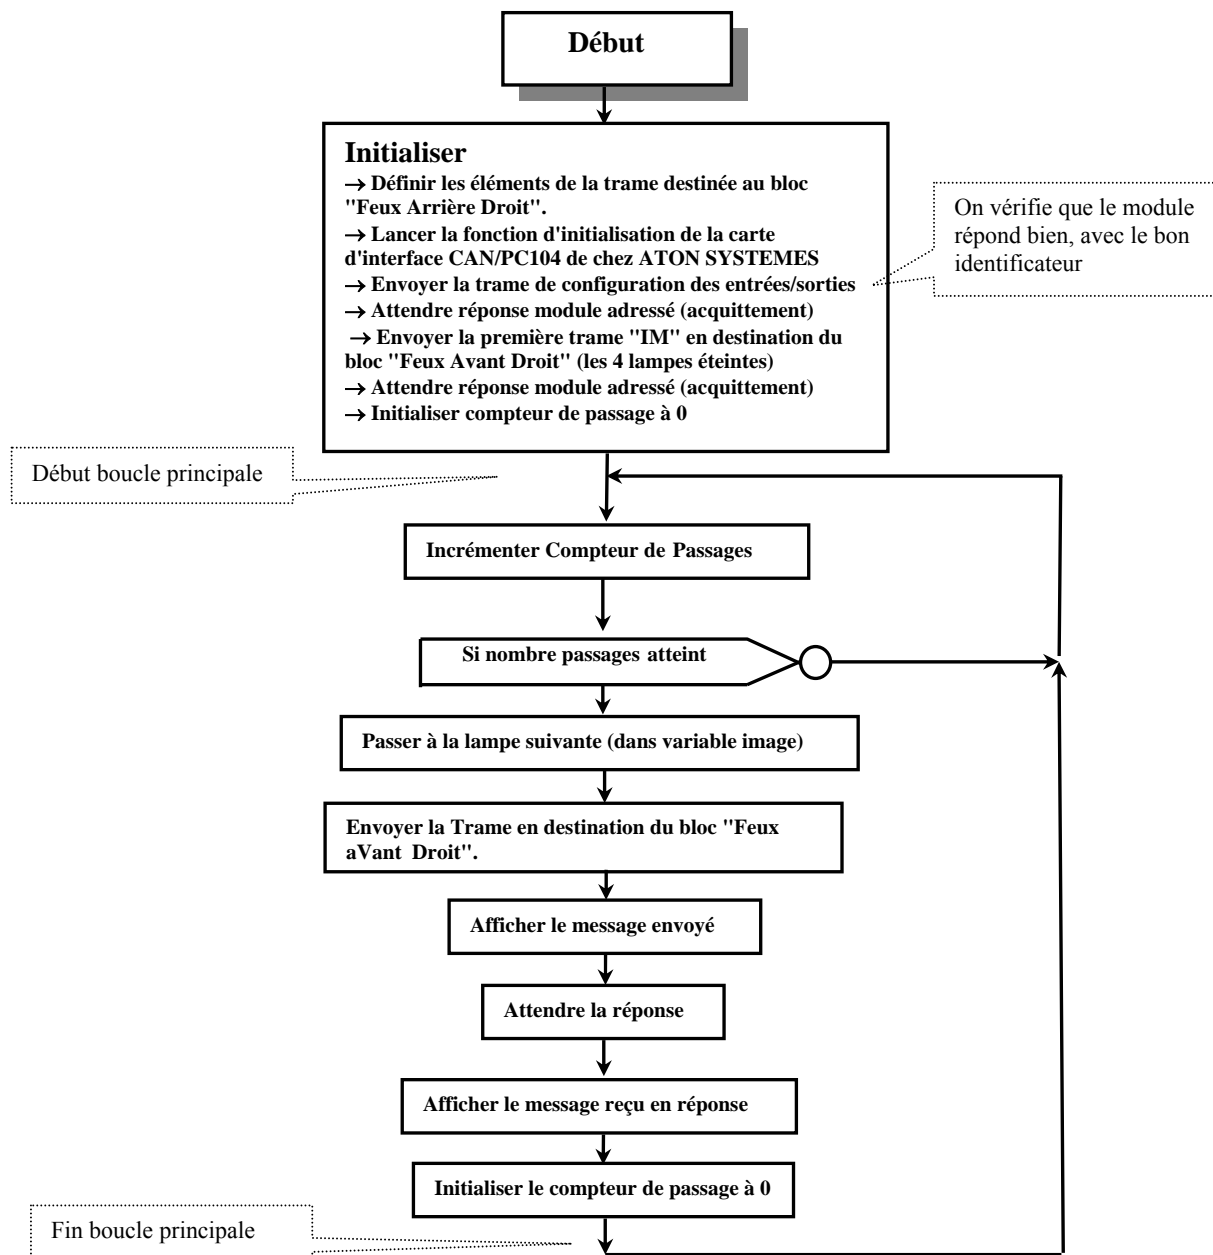 Début
Initialiser
→ Définir les éléments de la trame destinée au bloc
"Feux Arrière Droit".
→ Lancer la fonction d'initialisation de la carte
d'interface CAN/PC104 de chez ATON SYSTEMES
→ Envoyer la trame de configuration des entrées/sorties
→ Attendre réponse module adressé (acquittement)
→ Envoyer la première trame "IM" en destination du
bloc "Feux Avant Droit" (les 4 lampes éteintes)
→ Attendre réponse module adressé (acquittement)
→ Initialiser compteur de passage à 0
On vérifie que le module
répond bien, avec le bon
identificateur
Début boucle principale
Incrémenter Compteur de Passages
Si nombre passages atteint
Passer à la lampe suivante (dans variable image)
Envoyer la Trame en destination du bloc "Feux
aVant Droit".
Afficher le message envoyé
Attendre la réponse
Afficher le message reçu en réponse
Initialiser le compteur de passage à 0
Fin boucle principale